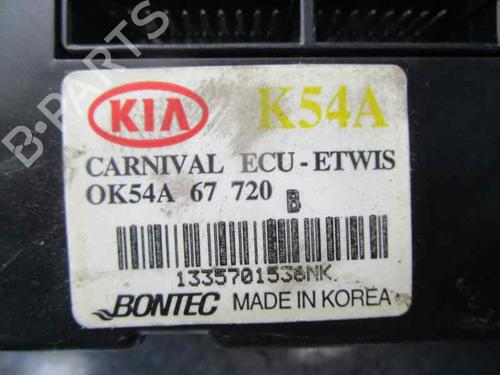 B-PARTS
KIA K54A
CARNIVAL ECU-ETWIS
OK54A 67 720 B
1335701536NK
BONTEC MADE IN KOREA